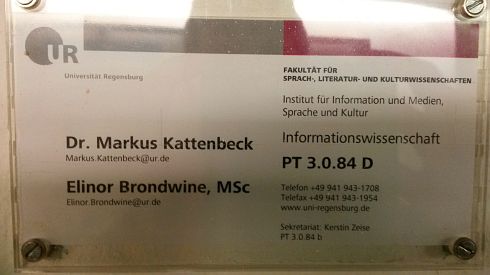 UR
Universität Regensburg
Dr. Markus Kattenbeck
Markus.Kattenbeck@ur.de
Elinor Brondwine, MSc
Elinor.Brondwine@ur.de
FAKULTÄT FÜR
SPRACH-, LITERATUR- UND KULTURWISSENSCHAFTEN
Institut für Information und Medien,
Sprache und Kultur
Informationswissenschaft
PT 3.0.84 D
Telefon +49 941 943-1708
Telefax +49 941 943-1954
www.uni-regensburg.de
Sekretariat: Kerstin Zeise
PT 3.0.84 b